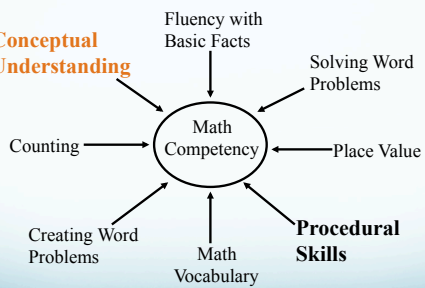 Fluency with
Basic Facts
Conceptual
Understanding
Solving Word
Problems
Math
Competency
Counting
Place Value
Creating Word
Problems
Math
Vocabulary
Procedural
Skills